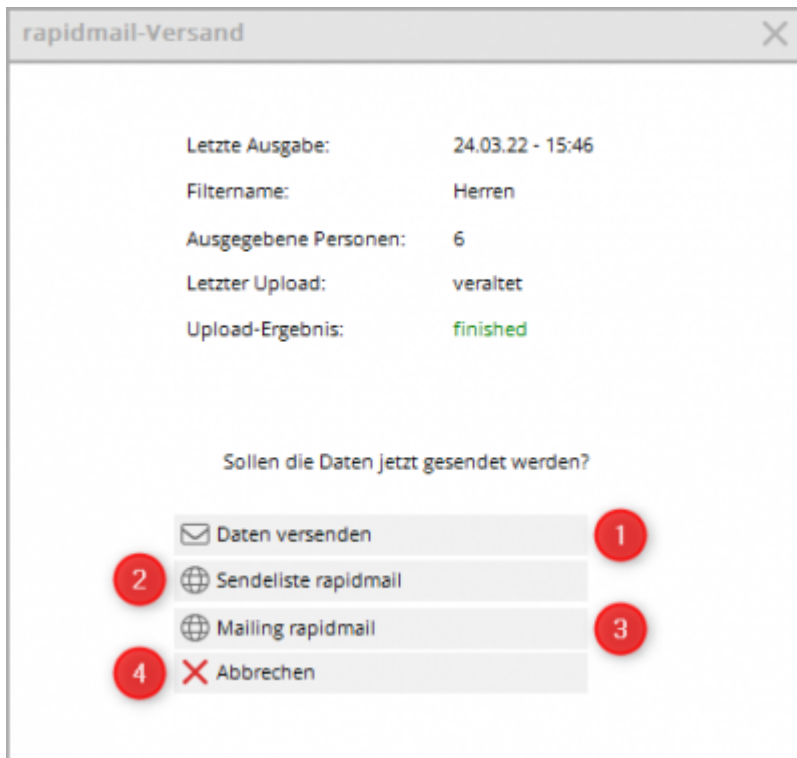 rapidmail-Versand
Letzte Ausgabe: 24.03.22 - 15:46
Filtername: Herren
Ausgegebene Personen: 6
Letzter Upload: veraltet
Upload-Ergebnis: finished
Sollen die Daten jetzt gesendet werden?
Daten versenden 1
2 Sendeliste rapidmail
Mailing rapidmail 3
4 Abbrechen